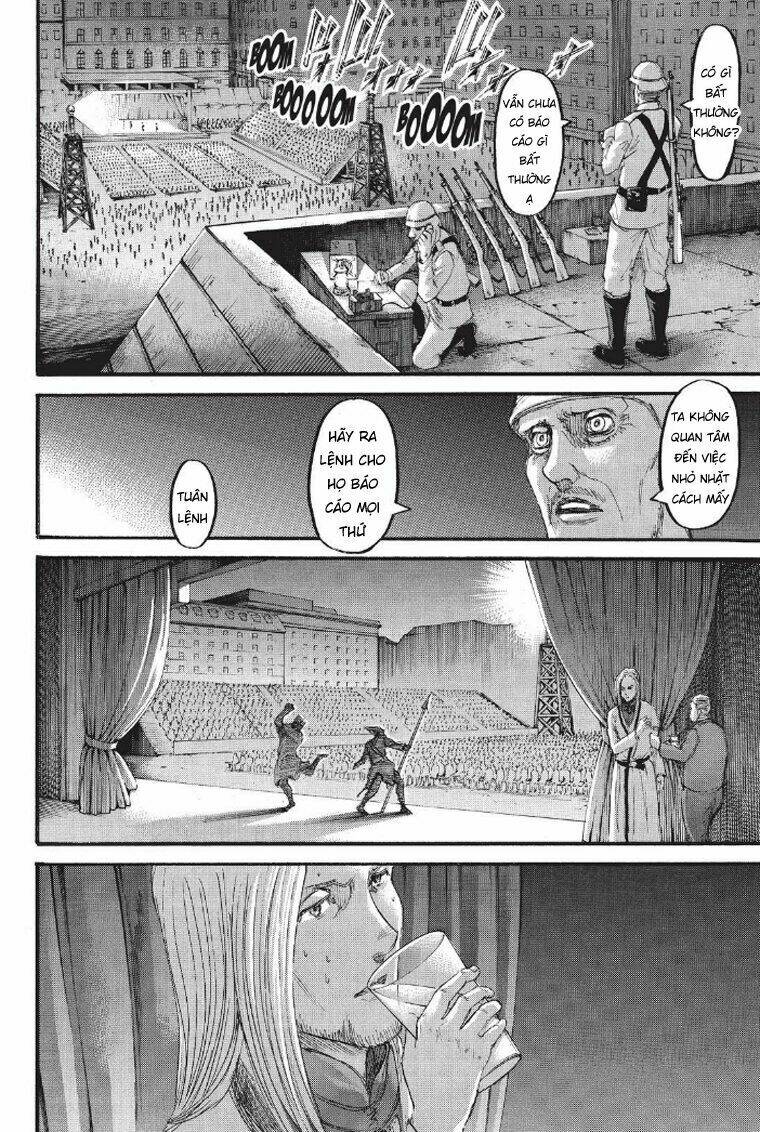 CÓ GÌ
BẤT
THƯỜNG
KHÔNG?
VẪN CHƯA
CÓ BÁO
CÁO GÌ
BẤT
THƯỜNG
Ạ
BOOM
BOOOOOM
BOOOOM
TA KHÔNG
QUAN TÂM
ĐẾN VIỆC
NHỎ NHẶT
CÁCH MẤY
HÃY RA
LỆNH CHO
HỌ BÁO
CÁO MỌI
THỨ
TUÂN
LỆNH